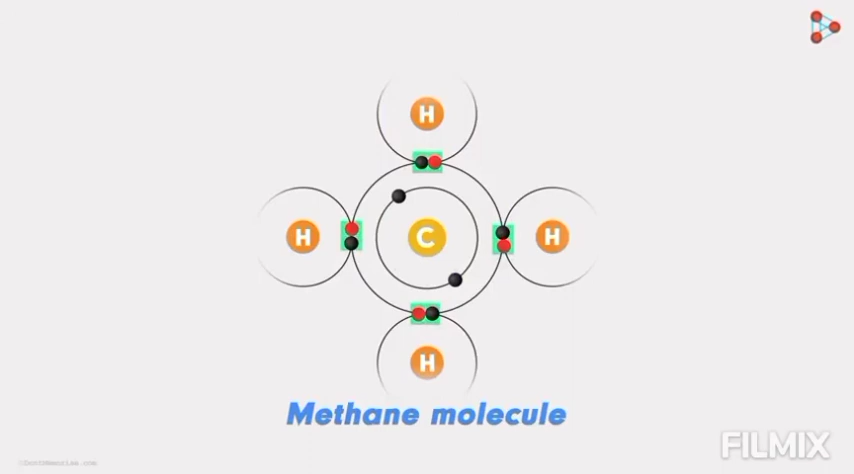 H
H C H
H
Methane molecule
FILMIX